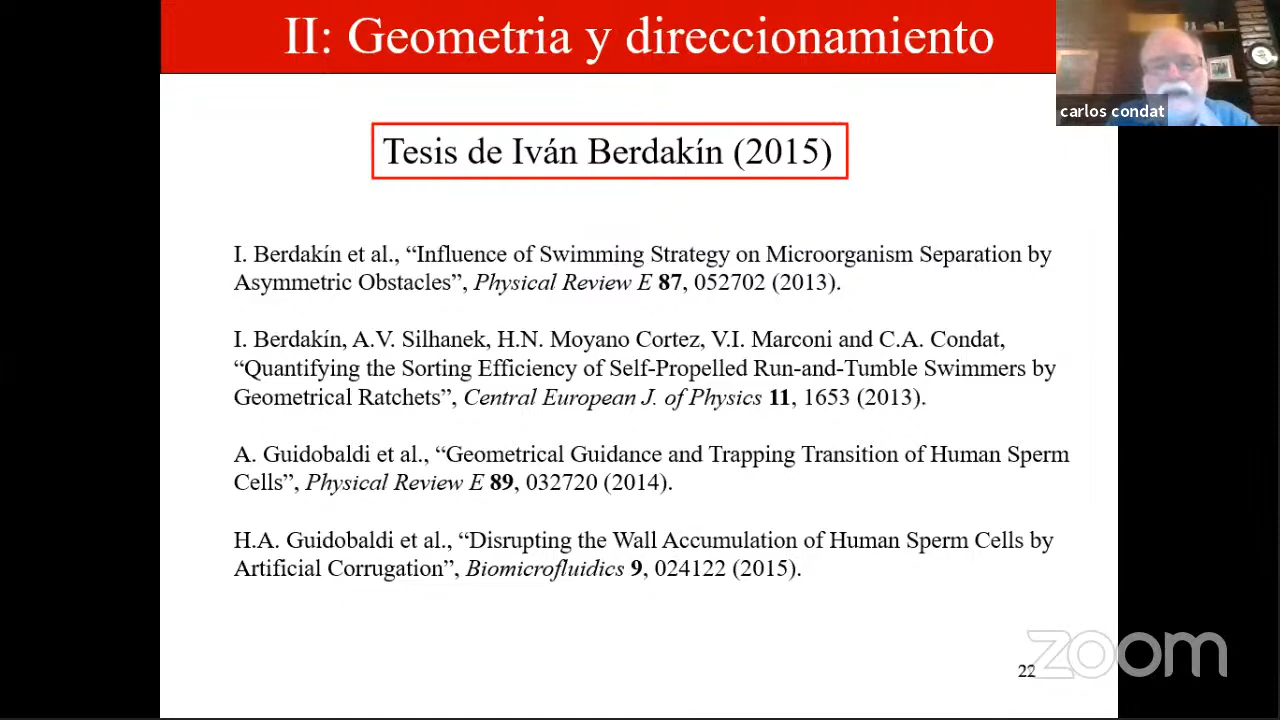 II: Geometria y direccionamiento
carlos condat
Tesis de Iván Berdakín (2015)
I. Berdakín et al., “Influence of Swimming Strategy on Microorganism Separation by
Asymmetric Obstacles”, Physical Review E 87, 052702 (2013).
I. Berdakín, A.V. Silhanek, H.N. Moyano Cortez, V.I. Marconi and C.A. Condat,
“Quantifying the Sorting Efficiency of Self-Propelled Run-and-Tumble Swimmers by
Geometrical Ratchets”, Central European J. of Physics 11, 1653 (2013).
A. Guidobaldi et al., “Geometrical Guidance and Trapping Transition of Human Sperm
Cells”, Physical Review E 89, 032720 (2014).
H.A. Guidobaldi et al., “Disrupting the Wall Accumulation of Human Sperm Cells by
Artificial Corrugation”, Biomicrofluidics 9, 024122 (2015).
zoom
22